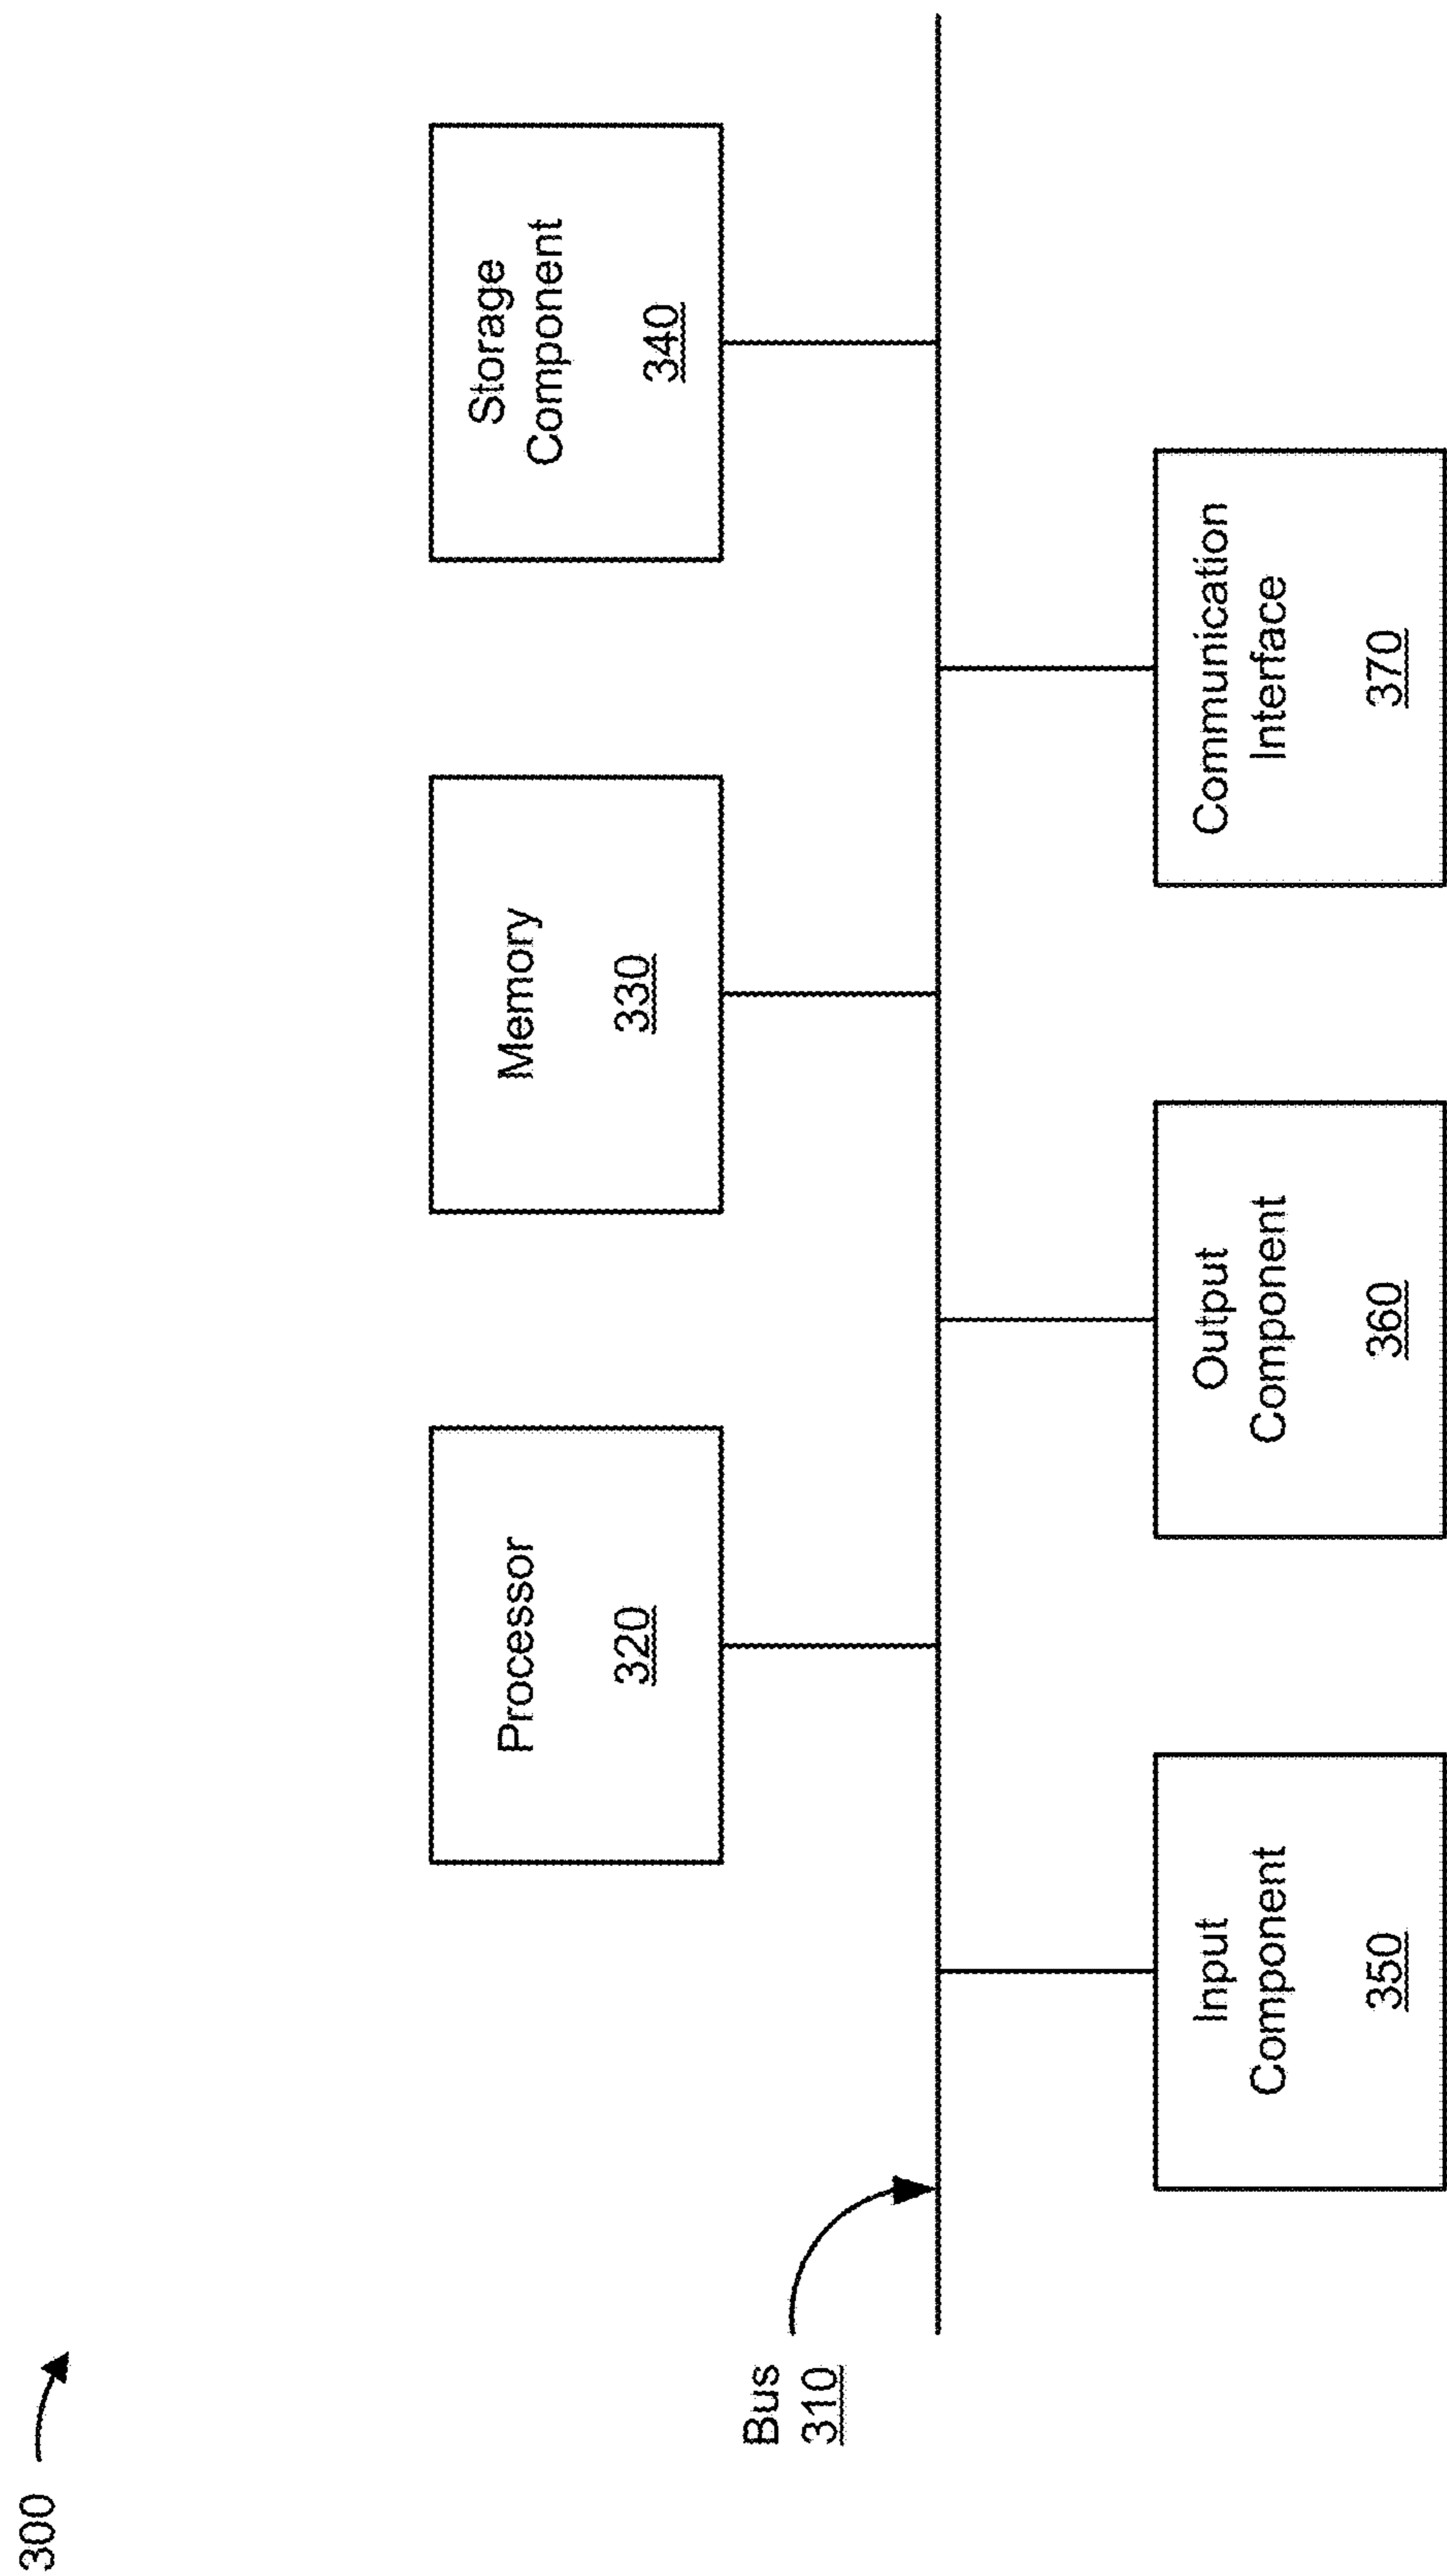 300
Processor
320
Memory
330
Storage
Component
340
Bus
310
Input
Component
350
Output
Component
360
Communication
Interface
370